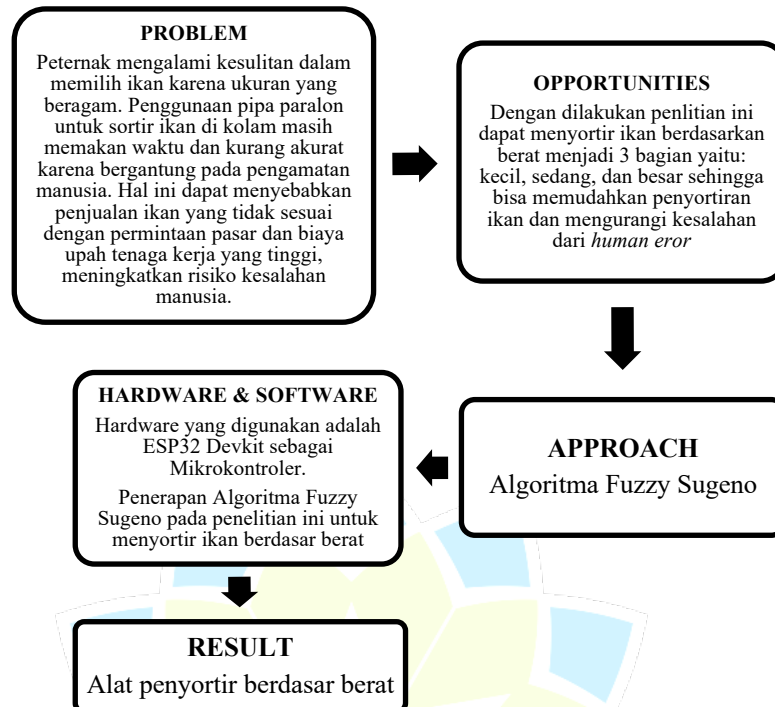 PROBLEM
Peternak mengalami kesulitan dalam
memilih ikan karena ukuran yang
beragam. Penggunaan pipa paralon
untuk sortir ikan di kolam masih
memakan waktu dan kurang akurat
karena bergantung pada pengamatan
manusia. Hal ini dapat menyebabkan
penjualan ikan yang tidak sesuai
dengan permintaan pasar dan biaya
upah tenaga kerja yang tinggi,
meningkatkan risiko kesalahan
manusia.
OPPORTUNITIES
Dengan dilakukan penlitian ini
dapat menyortir ikan berdasarkan
berat menjadi 3 bagian yaitu:
kecil, sedang, dan besar sehingga
bisa memudahkan penyortiran
ikan dan mengurangi kesalahan
dari human eror
APPROACH
Algoritma Fuzzy Sugeno
HARDWARE & SOFTWARE
Hardware yang digunakan adalah
ESP32 Devkit sebagai
Mikrokontroler.
Penerapan Algoritma Fuzzy
Sugeno pada penelitian ini untuk
menyortir ikan berdasar berat
RESULT
Alat penyortir berdasar berat